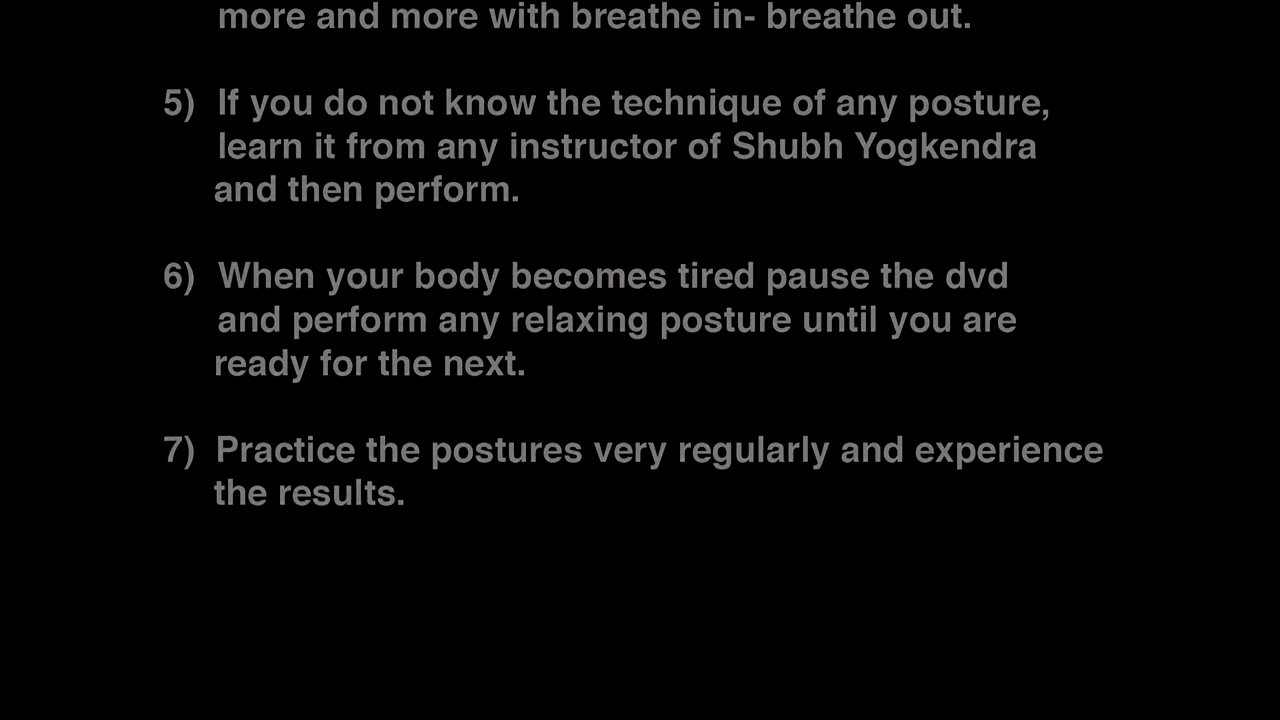 more and more with breathe in- breathe out.
5) If you do not know the technique of any posture,
learn it from any instructor of Shubh Yogkendra
and then perform.
6) When your body becomes tired pause the dvd
and perform any relaxing posture until you are
ready for the next.
7) Practice the postures very regularly and experience
the results.